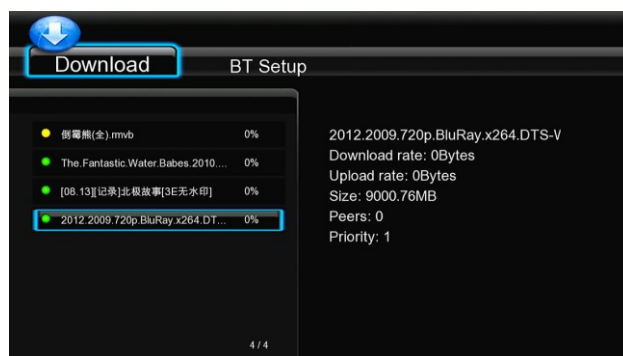 Download
BT Setup
倒霉熊(全).rmvb 0%
The.Fantastic.Water.Babes.2010.... 0%
[08.13][记录]北极故事[3E无水印] 0%
2012.2009.720p.BluRay.x264.DT... 0%
4 / 4
2012.2009.720p.BluRay.x264.DTS-V
Download rate: 0Bytes
Upload rate: 0Bytes
Size: 9000.76MB
Peers: 0
Priority: 1